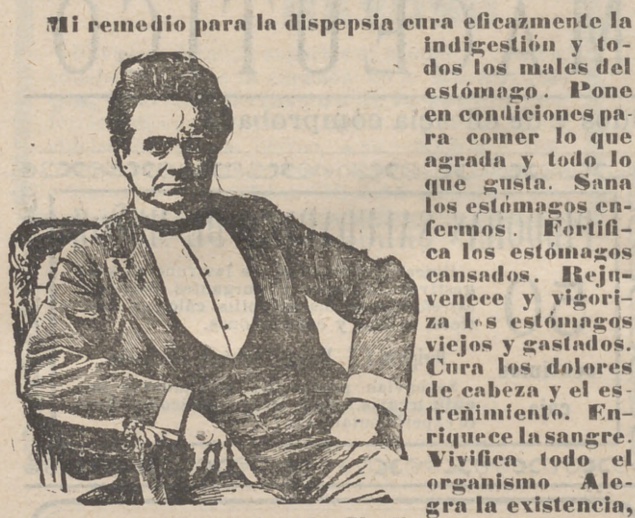 Mi remedio para la dispepsia cura eficazmente la
indigestión y to-
dos los males del
estómago. Pone
en condiciones pa-
ra comer lo que
agrada y todo lo
que gusta. Sana
los estómagos en-
fermos. Fortifi-
ca los estómagos
cansados. Reju-
venece y vigori-
za los estómagos
viejos y gastados.
Cura los dolores
de cabeza y el es-
treñimiento. En-
riquece la sangre.
Vivifica todo el
organismo Ale-
gra la existencia,